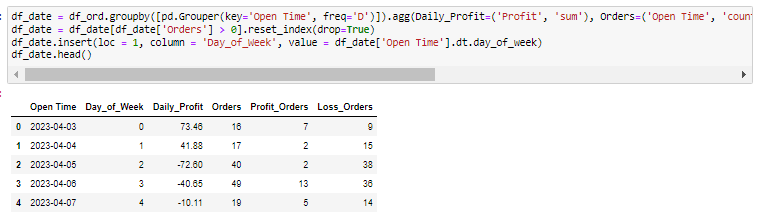 df_date = df_ord.groupby([pd.Grouper(key='Open Time', freq='D')]).agg(Daily_Profit=('Profit', 'sum'), Orders=('Open Time', 'coun
df_date = df_date[df_date['Orders'] > 0].reset_index(drop=True)
df_date.insert(loc = 1, column = 'Day_of_Week', value = df_date['Open Time'].dt.day_of_week)
df_date.head()
Open Time Day_of_Week Daily_Profit Orders Profit_Orders Loss_Orders
0 2023-04-03 0 73.46 16 7 9
1 2023-04-04 1 41.88 17 2 15
2 2023-04-05 2 -72.60 40 2 38
3 2023-04-06 3 -40.65 49 13 36
4 2023-04-07 4 -10.11 19 5 14